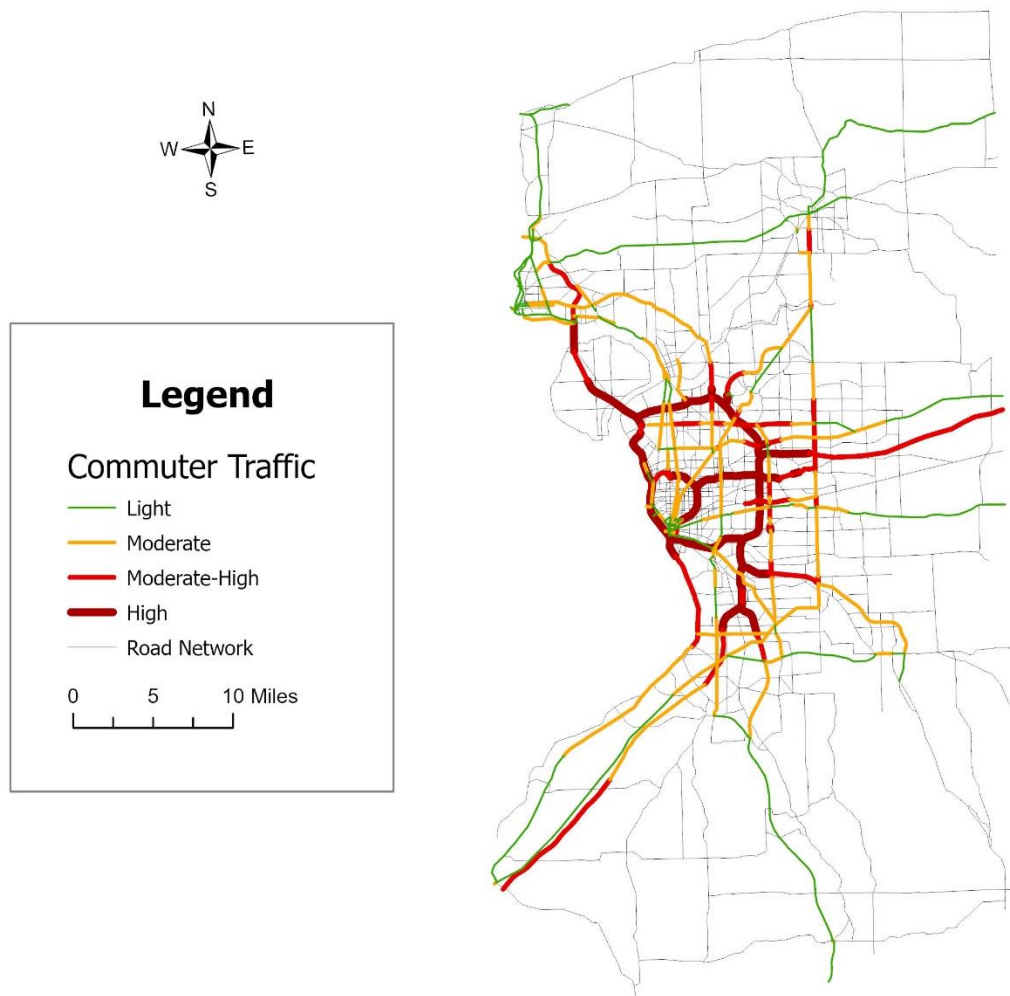 N
W E
S
Legend
Commuter Traffic
Light
Moderate
Moderate-High
High
Road Network
0 5 10 Miles